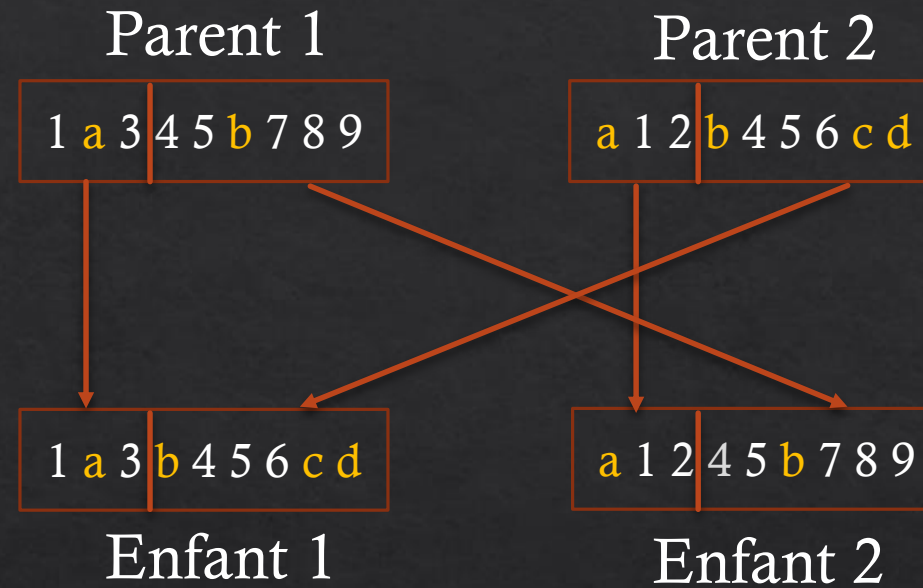 Parent 1
Parent 2
1 a 3 4 5 b 7 8 9
a 1 2 b 4 5 6 c d
1 a 3 b 4 5 6 c d
a 1 2 4 5 b 7 8 9
Enfant 1
Enfant 2